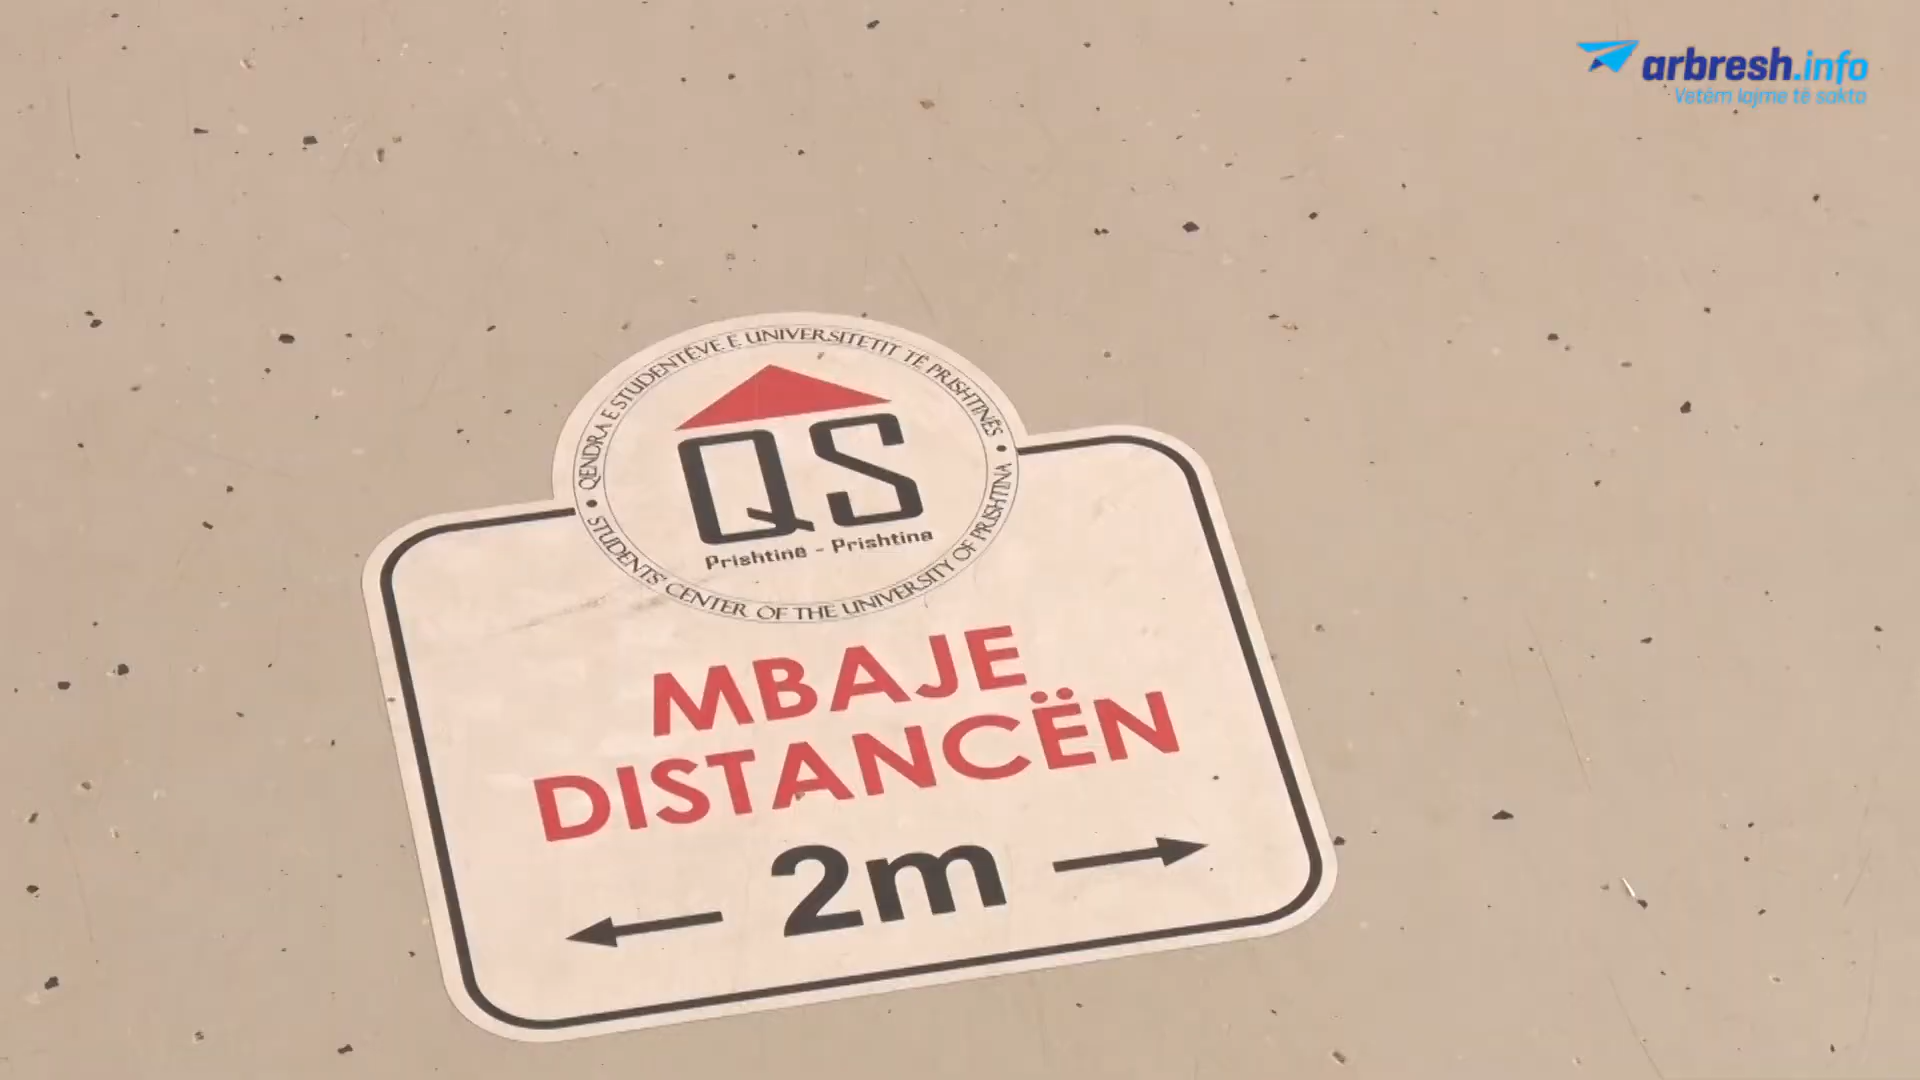 arbresh.info
Vetëm lajme të sakta
QENDRA E STUDENTËVE E UNIVERSITETIT TË PRISHTINËS
QS
Prishtinë - Prishtina
STUDENTS' CENTER OF THE UNIVERSITY OF PRISHTINA
MBAJE
DISTANCËN
2m